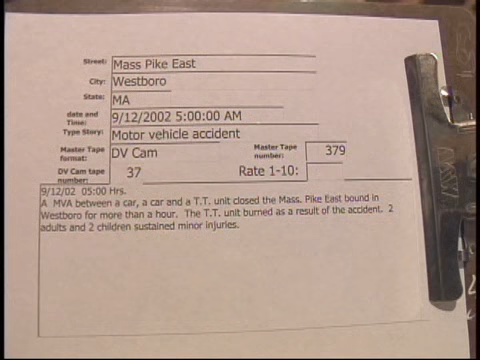 Street: Mass Pike East
City: Westboro
State: MA
date and Time: 9/12/2002 5:00:00 AM
Type Story: Motor vehicle accident
Master Tape format: DV Cam Master Tape number: 379
DV Cam tape number: 37 Rate 1-10:
9/12/02 05:00 Hrs.
A MVA between a car, a car and a T.T. unit closed the Mass. Pike East bound in
Westboro for more than a hour. The T.T. unit burned as a result of the accident. 2
adults and 2 children sustained minor injuries.